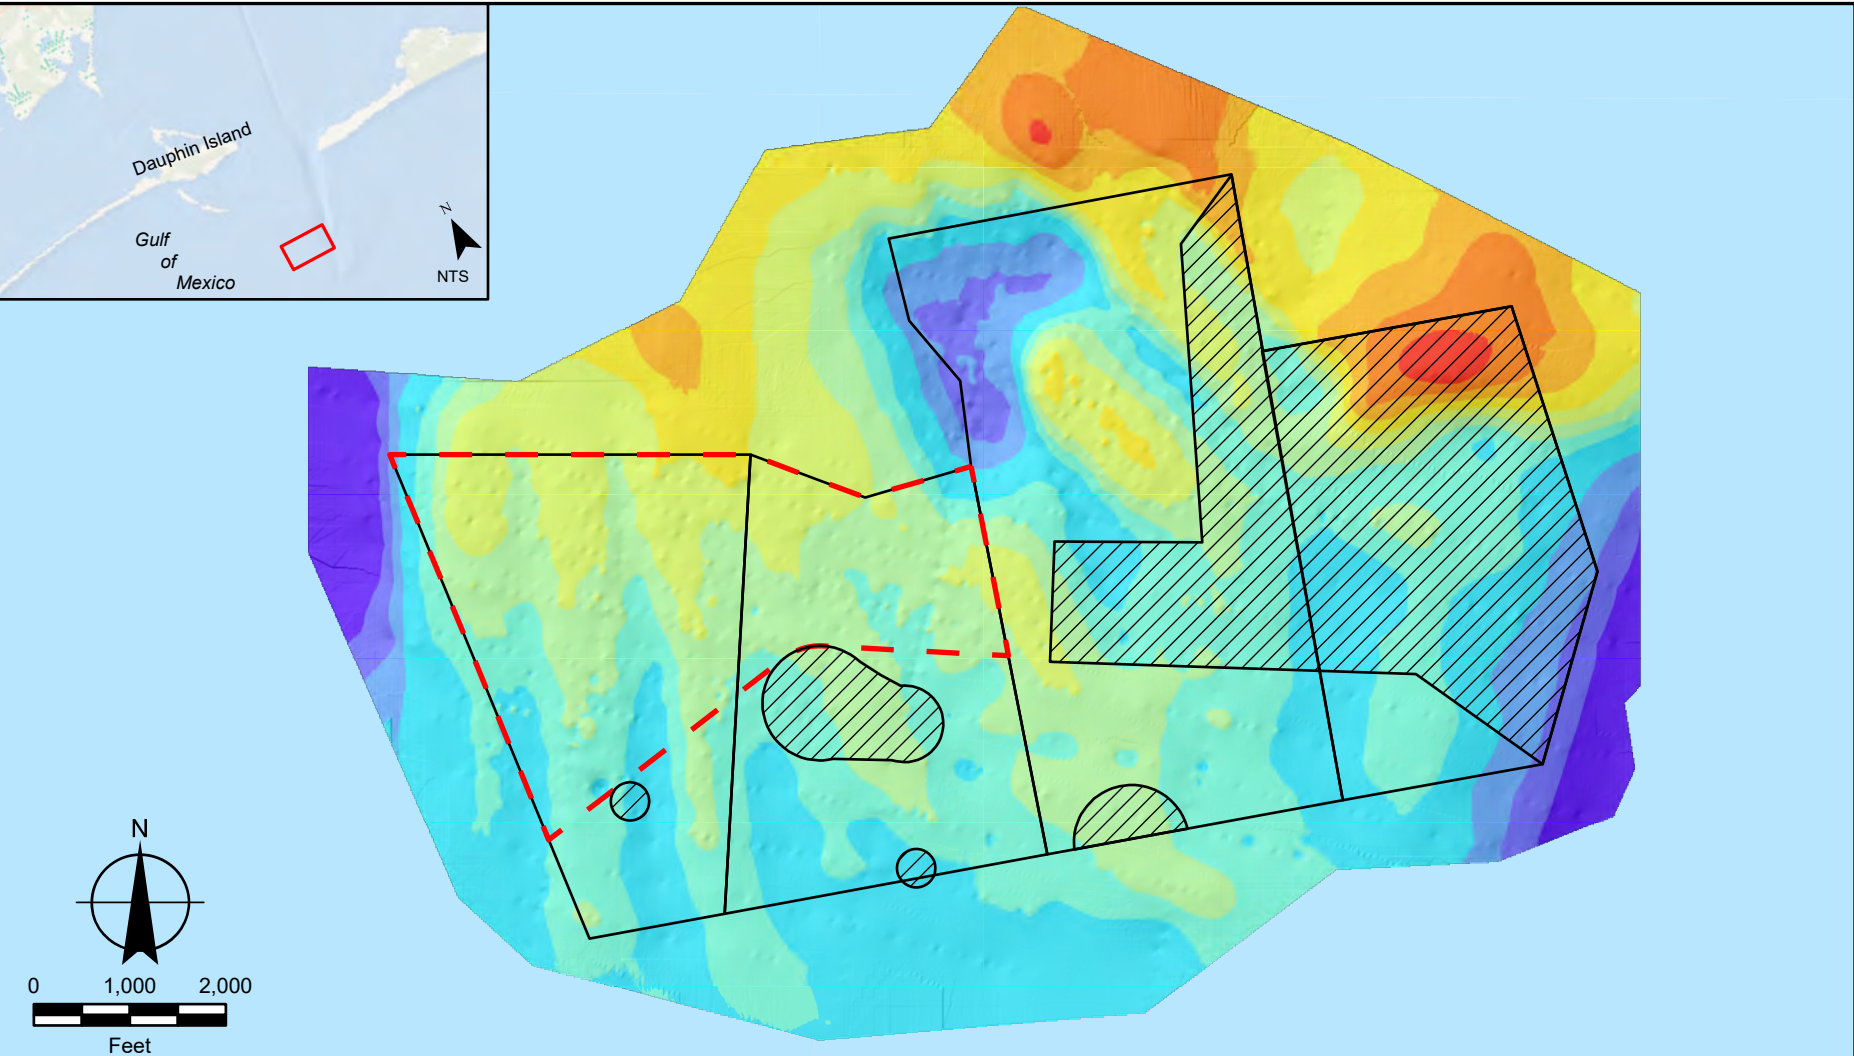 Dauphin Island
Gulf
of
Mexico
N
NTS
N
0 1,000 2,000
Feet